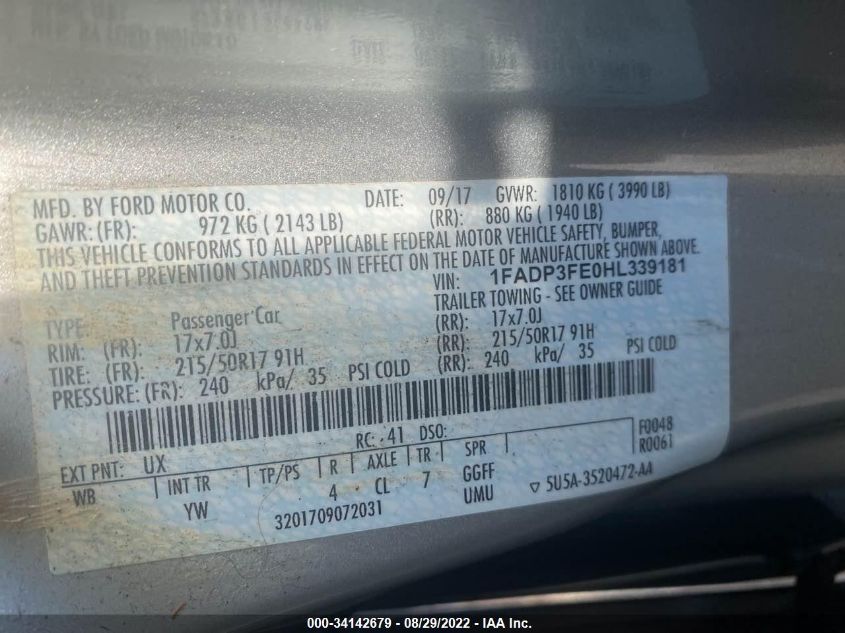 MFD. BY FORD MOTOR CO. DATE: 09/17 GVWR: 1810 KG ( 3990 LB)
GAWR: (FR): 972 KG ( 2143 LB) (RR): 880 KG ( 1940 LB)
THIS VEHICLE CONFORMS TO ALL APPLICABLE FEDERAL MOTOR VEHICLE SAFETY, BUMPER,
AND THEFT PREVENTION STANDARDS IN EFFECT ON THE DATE OF MANUFACTURE SHOWN ABOVE.
VIN: 1FADP3FE0HL339181
TRAILER TOWING - SEE OWNER GUIDE
TYPE: Passenger Car
RIM: (FR): 17x7.0J (RR): 17x7.0J
TIRE: (FR): 215/50R17 91H (RR): 215/50R17 91H
PRESSURE: (FR): 240 kPa/ 35 PSI COLD (RR): 240 kPa/ 35 PSI COLD
RC: 41 DSO: F0048
EXT PNT: UX R0061
WB INT TR TP/PS R AXLE TR SPR
YW 4 CL 7 GGFF
3201709072031 UMU 5U5A-3520472-AA
000-34142679 - 08/29/2022 - IAA Inc.